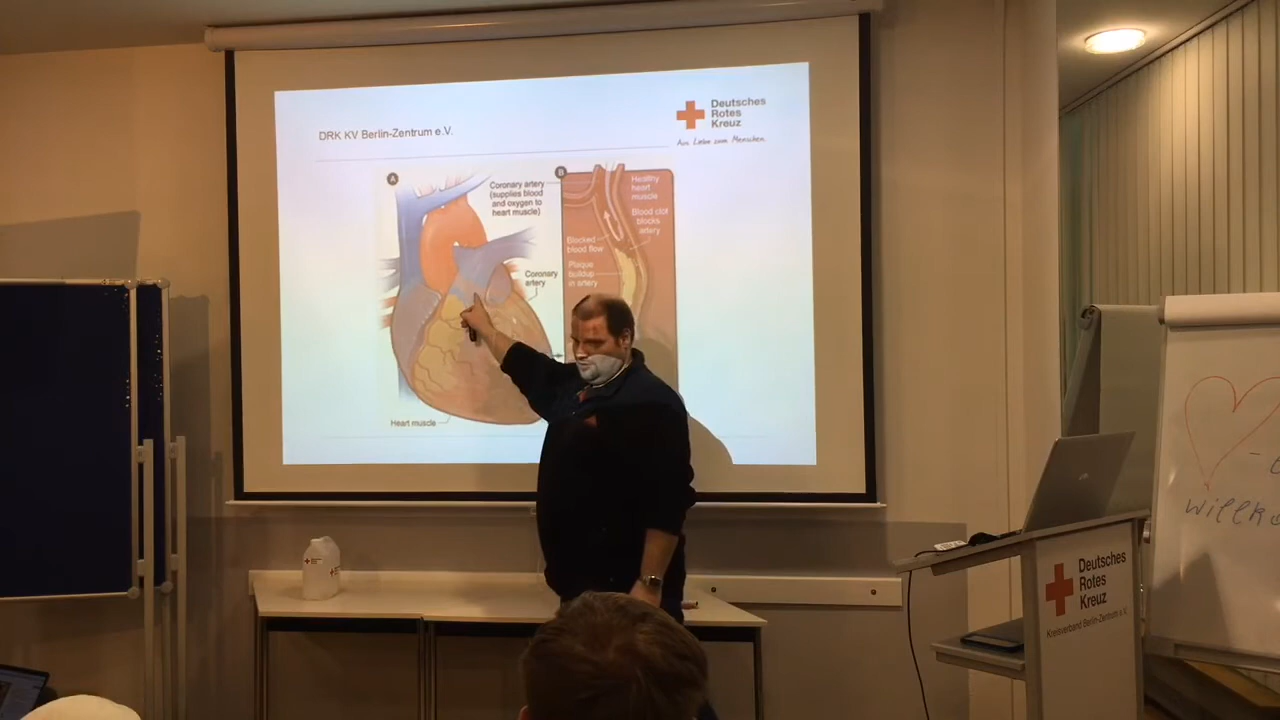 DRK KV Berlin-Zentrum e.V.
Deutsches
Rotes
Kreuz
Aus Liebe zum Menschen.
A
Coronary artery
(supplies blood
and oxygen to
heart muscle)
Coronary
artery
Heart muscle
B
Healthy
heart
muscle
Blood clot
blocks
artery
Blocked
blood flow
Plaque
buildup
in artery
Deutsches
Rotes
Kreuz
Kreisverband Berlin-Zentrum e.V.